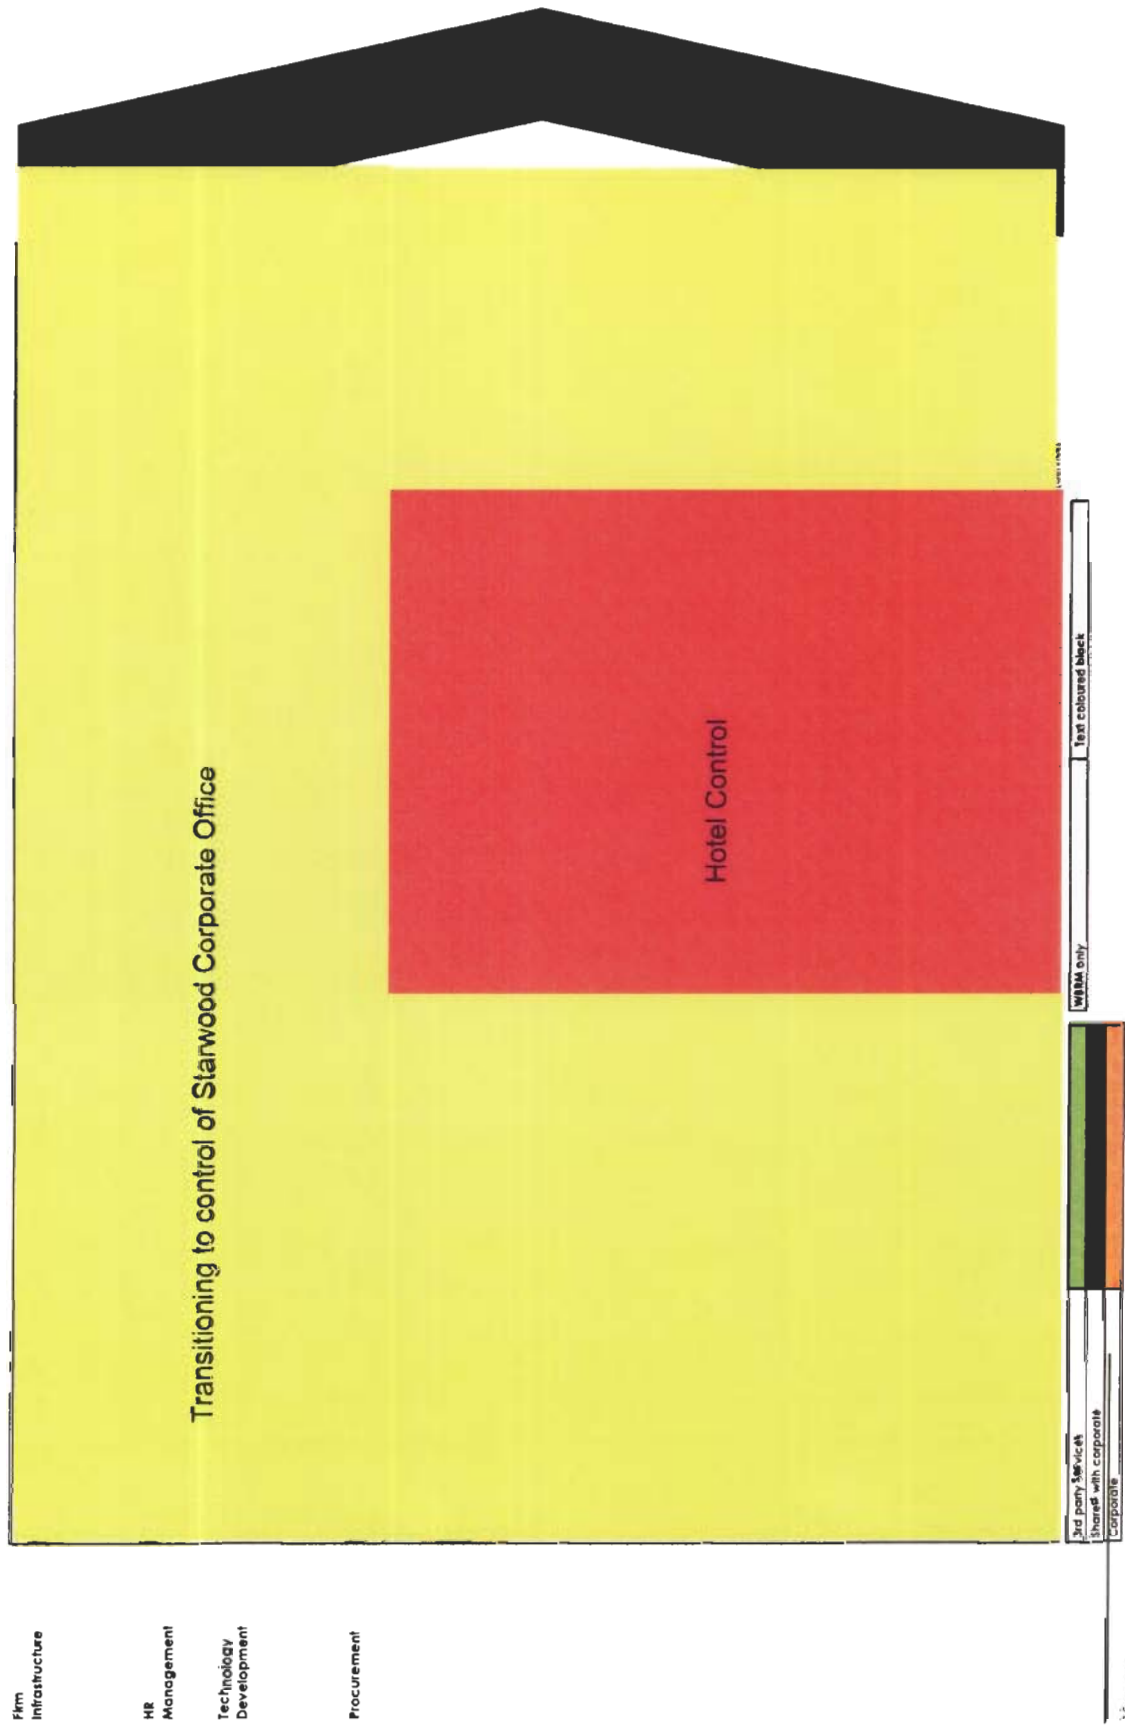 Firm
Infrastructure
HR
Management
Technology
Development
Procurement
Transitioning to control of Starwood Corporate Office
Hotel Control
3rd party Services
Shared with corporate
Corporate
WBRM only
Text coloured black